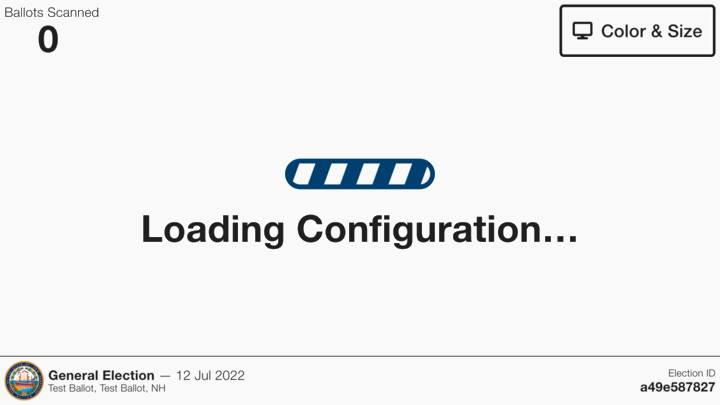 Ballots Scanned
0
Color & Size
Loading Configuration...
General Election — 12 Jul 2022
Test Ballot, Test Ballot, NH
Election ID
a49e587827